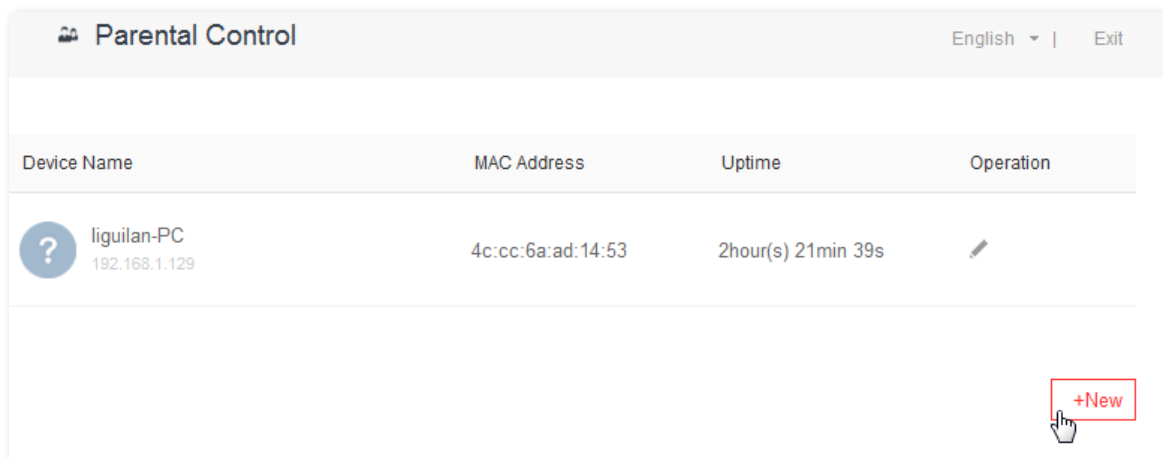 Parental Control
English | Exit
Device Name MAC Address Uptime Operation
? liguilan-PC 4c:cc:6a:ad:14:53 2hour(s) 21min 39s
192.168.1.129
+New